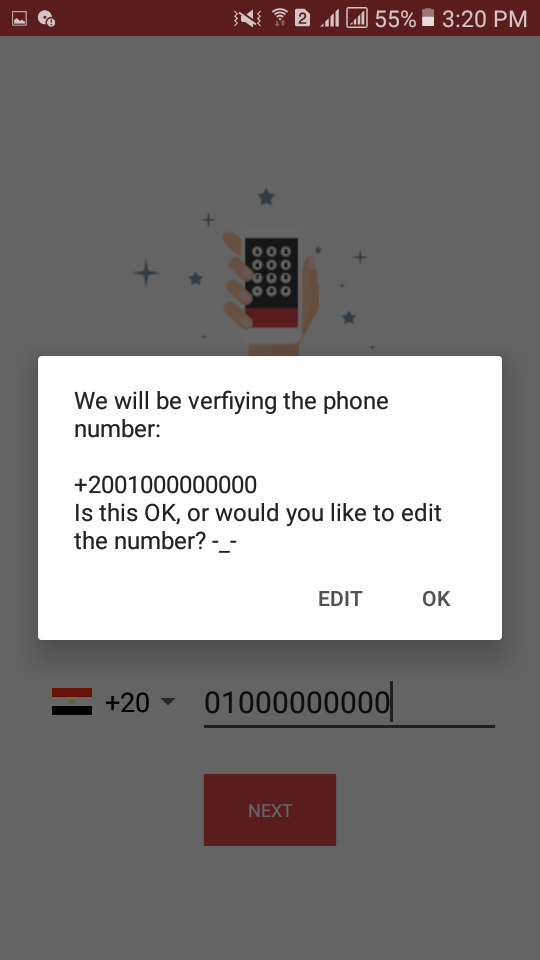 2 55% 3:20 PM
We will be verfiying the phone
number:
+2001000000000
Is this OK, or would you like to edit
the number? -_-
EDIT OK
+20 01000000000
NEXT